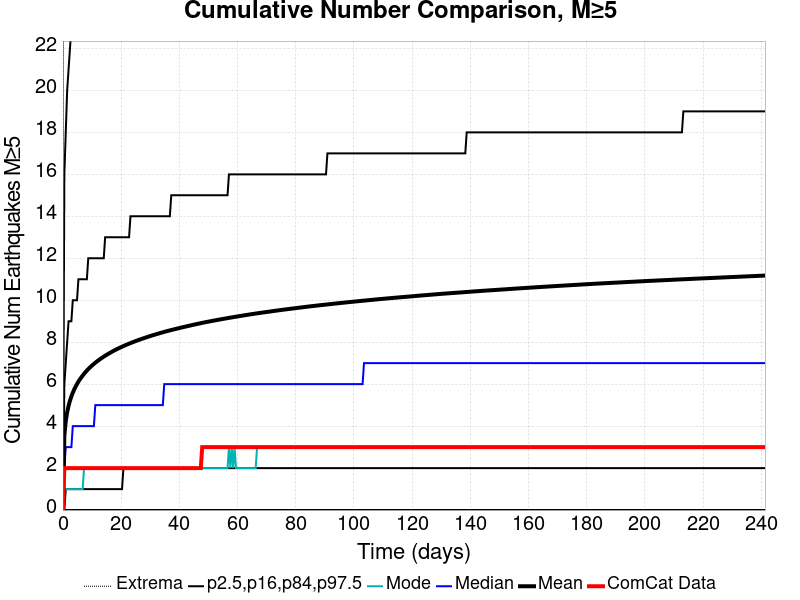 Cumulative Number Comparison, M≥5
Cumulative Num Earthquakes M≥5
22
20
18
16
14
12
10
8
6
4
2
0
0 20 40 60 80 100 120 140 160 180 200 220 240
Time (days)
Extrema p2.5,p16,p84,p97.5 Mode Median Mean ComCat Data